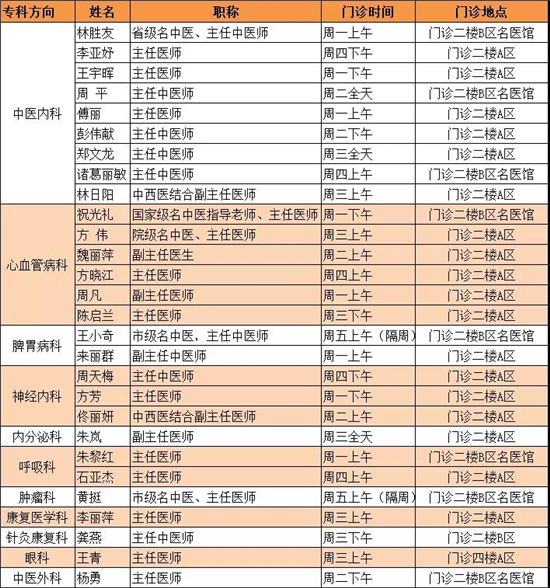 专科方向 姓名 职称 门诊时间 门诊地点
中医内科 林胜友 省级名中医、主任中医师 周一上午 门诊二楼B区名医馆
李亚妤 主任医师 周四下午 门诊二楼A区
王宇晖 主任医师 周一下午 门诊二楼A区
周 平 主任中医师 周二全天 门诊二楼B区名医馆
傅丽 主任医师 周一上午 门诊二楼A区
彭伟献 主任中医师 周二下午 门诊二楼A区
郑文龙 主任中医师 周三全天 门诊二楼A区
诸葛丽敏 主任中医师 周四上午 门诊二楼B区名医馆
林日阳 中西医结合副主任医师 周三上午 门诊二楼A区
心血管病科 祝光礼 国家级名中医指导老师、主任医师 周一下午 门诊二楼B区名医馆
方 伟 院级名中医、主任医师 周三上午 门诊二楼A区
魏丽萍 副主任医生 周二上午 门诊二楼A区
方晓江 主任医师 周四上午 门诊二楼A区
周凡 副主任医师 周一上午 门诊二楼A区
陈启兰 主任医师 周三下午 门诊二楼A区
脾胃病科 王小奇 市级名中医，主任中医师 周五上午（隔周） 门诊二楼B区名医馆
来丽群 副主任中医师 周一上午 门诊二楼A区
神经内科 周天梅 主任中医师 周四下午 门诊二楼A区
方芳 主任中医师 周一下午 门诊二楼A区
佟丽妍 中西医结合副主任医师 周二上午 门诊二楼A区
内分泌科 朱岚 副主任医师 周三全天 门诊二楼A区
呼吸科 朱黎红 主任医师 周一上午 门诊二楼B区名医馆
石亚杰 主任医师 周四上午 门诊二楼A区
肿瘤科 黄挺 市级名中医、主任医师 周五上午（隔周） 门诊二楼B区名医馆
康复医学科 李丽萍 主任医师 周三上午 门诊二楼A区
针灸康复科 龚燕 主任中医师 周三下午 门诊二楼B区
眼科 王青 主任医师 周三上午 门诊四楼A区
中医外科 杨勇 主任医师 周二下午 门诊二楼B区名医馆